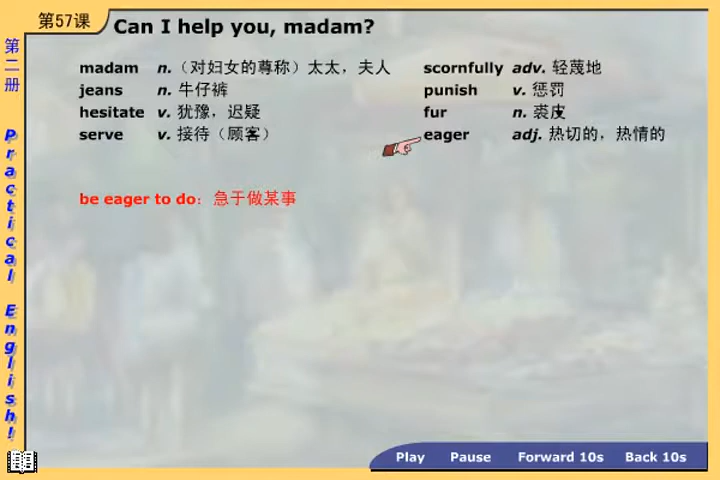 第57课
Can I help you, madam?
第二册
Practical English!
madam n.（对妇女的尊称）太太，夫人
jeans n. 牛仔裤
hesitate v. 犹豫，迟疑
serve v. 接待（顾客）
scornfully adv. 轻蔑地
punish v. 惩罚
fur n. 裘皮
eager adj. 热切的，热情的
be eager to do：急于做某事
Play Pause Forward 10s Back 10s